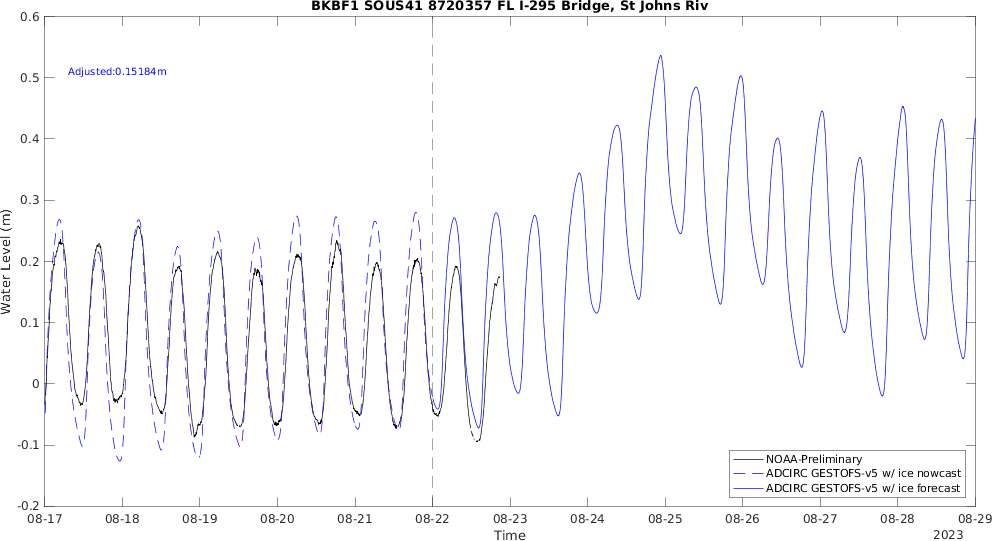 BKBF1 SOUS41 8720357 FL I-295 Bridge, St Johns Riv
0.6
0.5
0.4
0.3
0.2
0.1
0
-0.1
-0.2
Water Level (m)
Adjusted:0.15184m
NOAA-Preliminary
ADCIRC GESTOFS-v5 w/ ice nowcast
ADCIRC GESTOFS-v5 w/ ice forecast
08-17 08-18 08-19 08-20 08-21 08-22 08-23 08-24 08-25 08-26 08-27 08-28 08-29
Time
2023